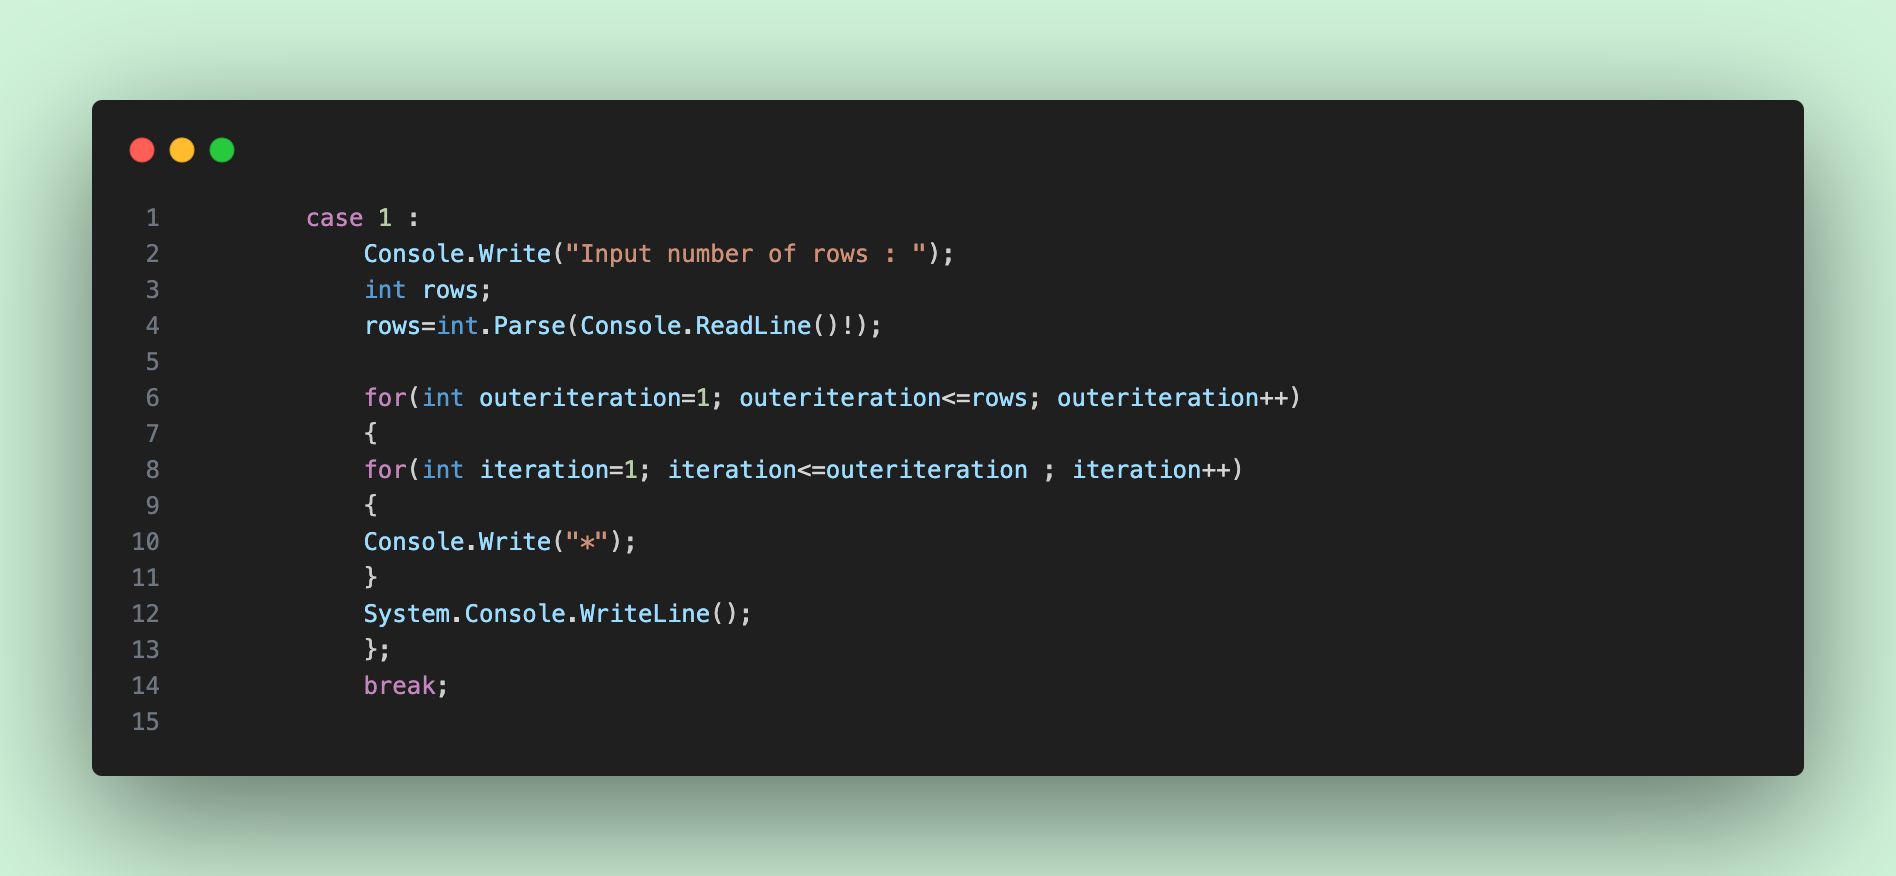 1 case 1 :
2 Console.Write("Input number of rows : ");
3 int rows;
4 rows=int.Parse(Console.ReadLine()!);
5
6 for(int outeriteration=1; outeriteration<=rows; outeriteration++)
7 {
8 for(int iteration=1; iteration<=outeriteration ; iteration++)
9 {
10 Console.Write("*");
11 }
12 System.Console.WriteLine();
13 };
14 break;
15